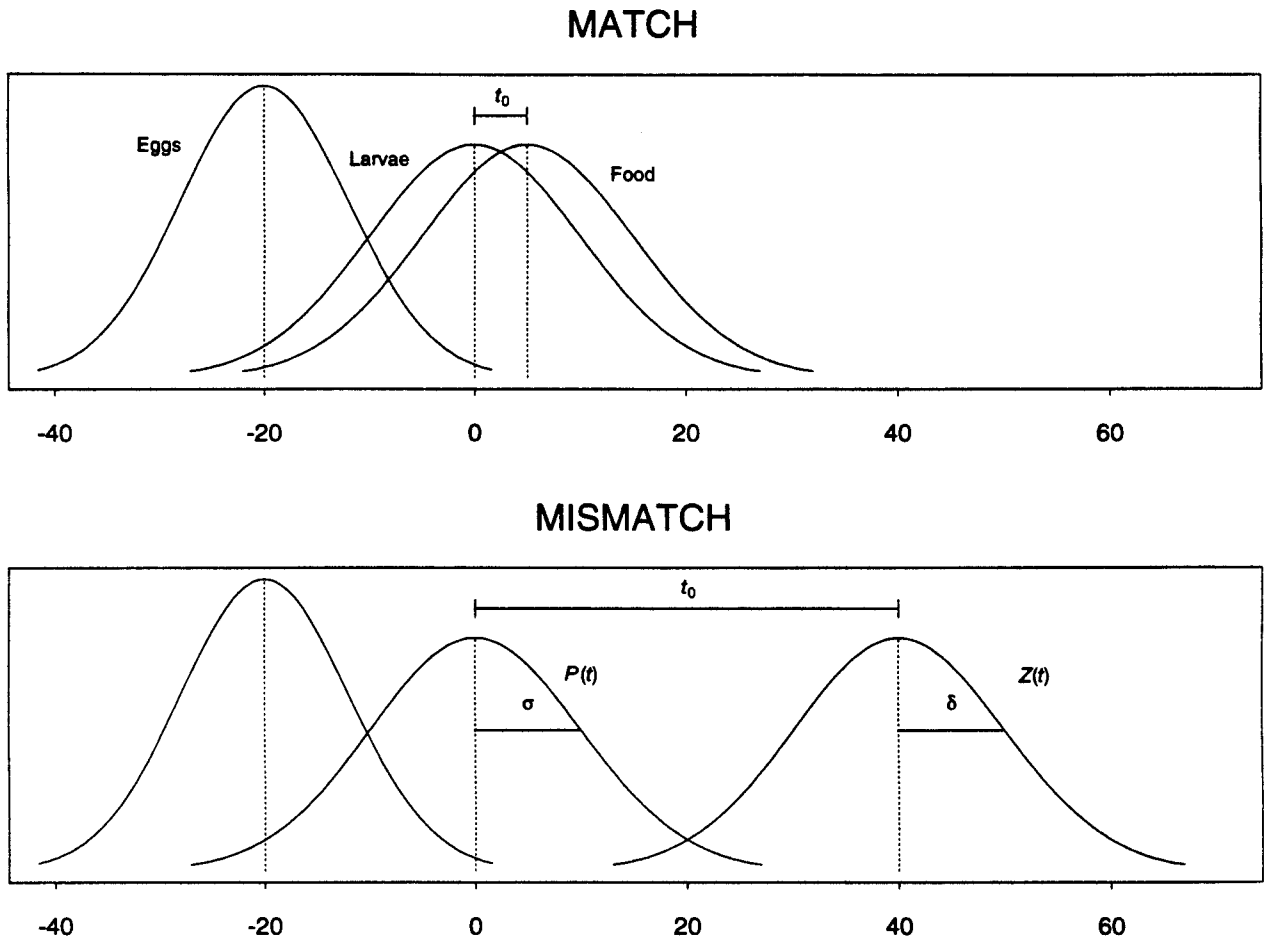 MATCH
t0
Eggs
Larvae
Food
-40 -20 0 20 40 60
MISMATCH
t0
P(t)
Z(t)
σ
δ
-40 -20 0 20 40 60